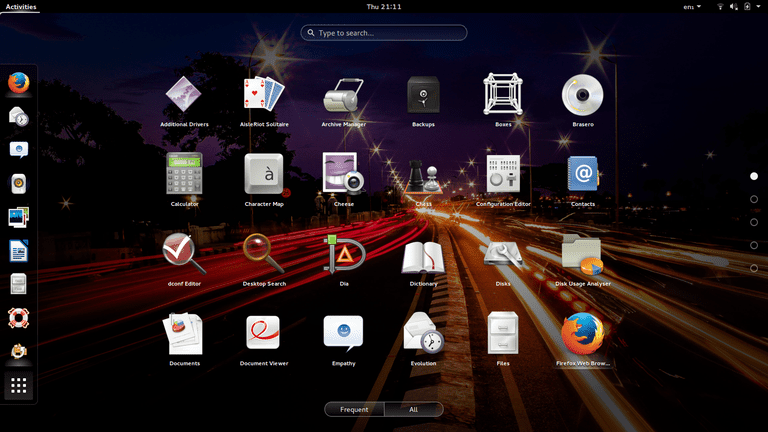 Activities
Thu 21:11
en₁
Type to search...
Additional Drivers
AisleRiot Solitaire
Archive Manager
Backups
Boxes
Brasero
Calculator
Character Map
Cheese
Chess
Configuration Editor
Contacts
dconf Editor
Desktop Search
Dia
Dictionary
Disks
Disk Usage Analyser
Documents
Document Viewer
Empathy
Evolution
Files
Firefox Web Brow...
Frequent
All